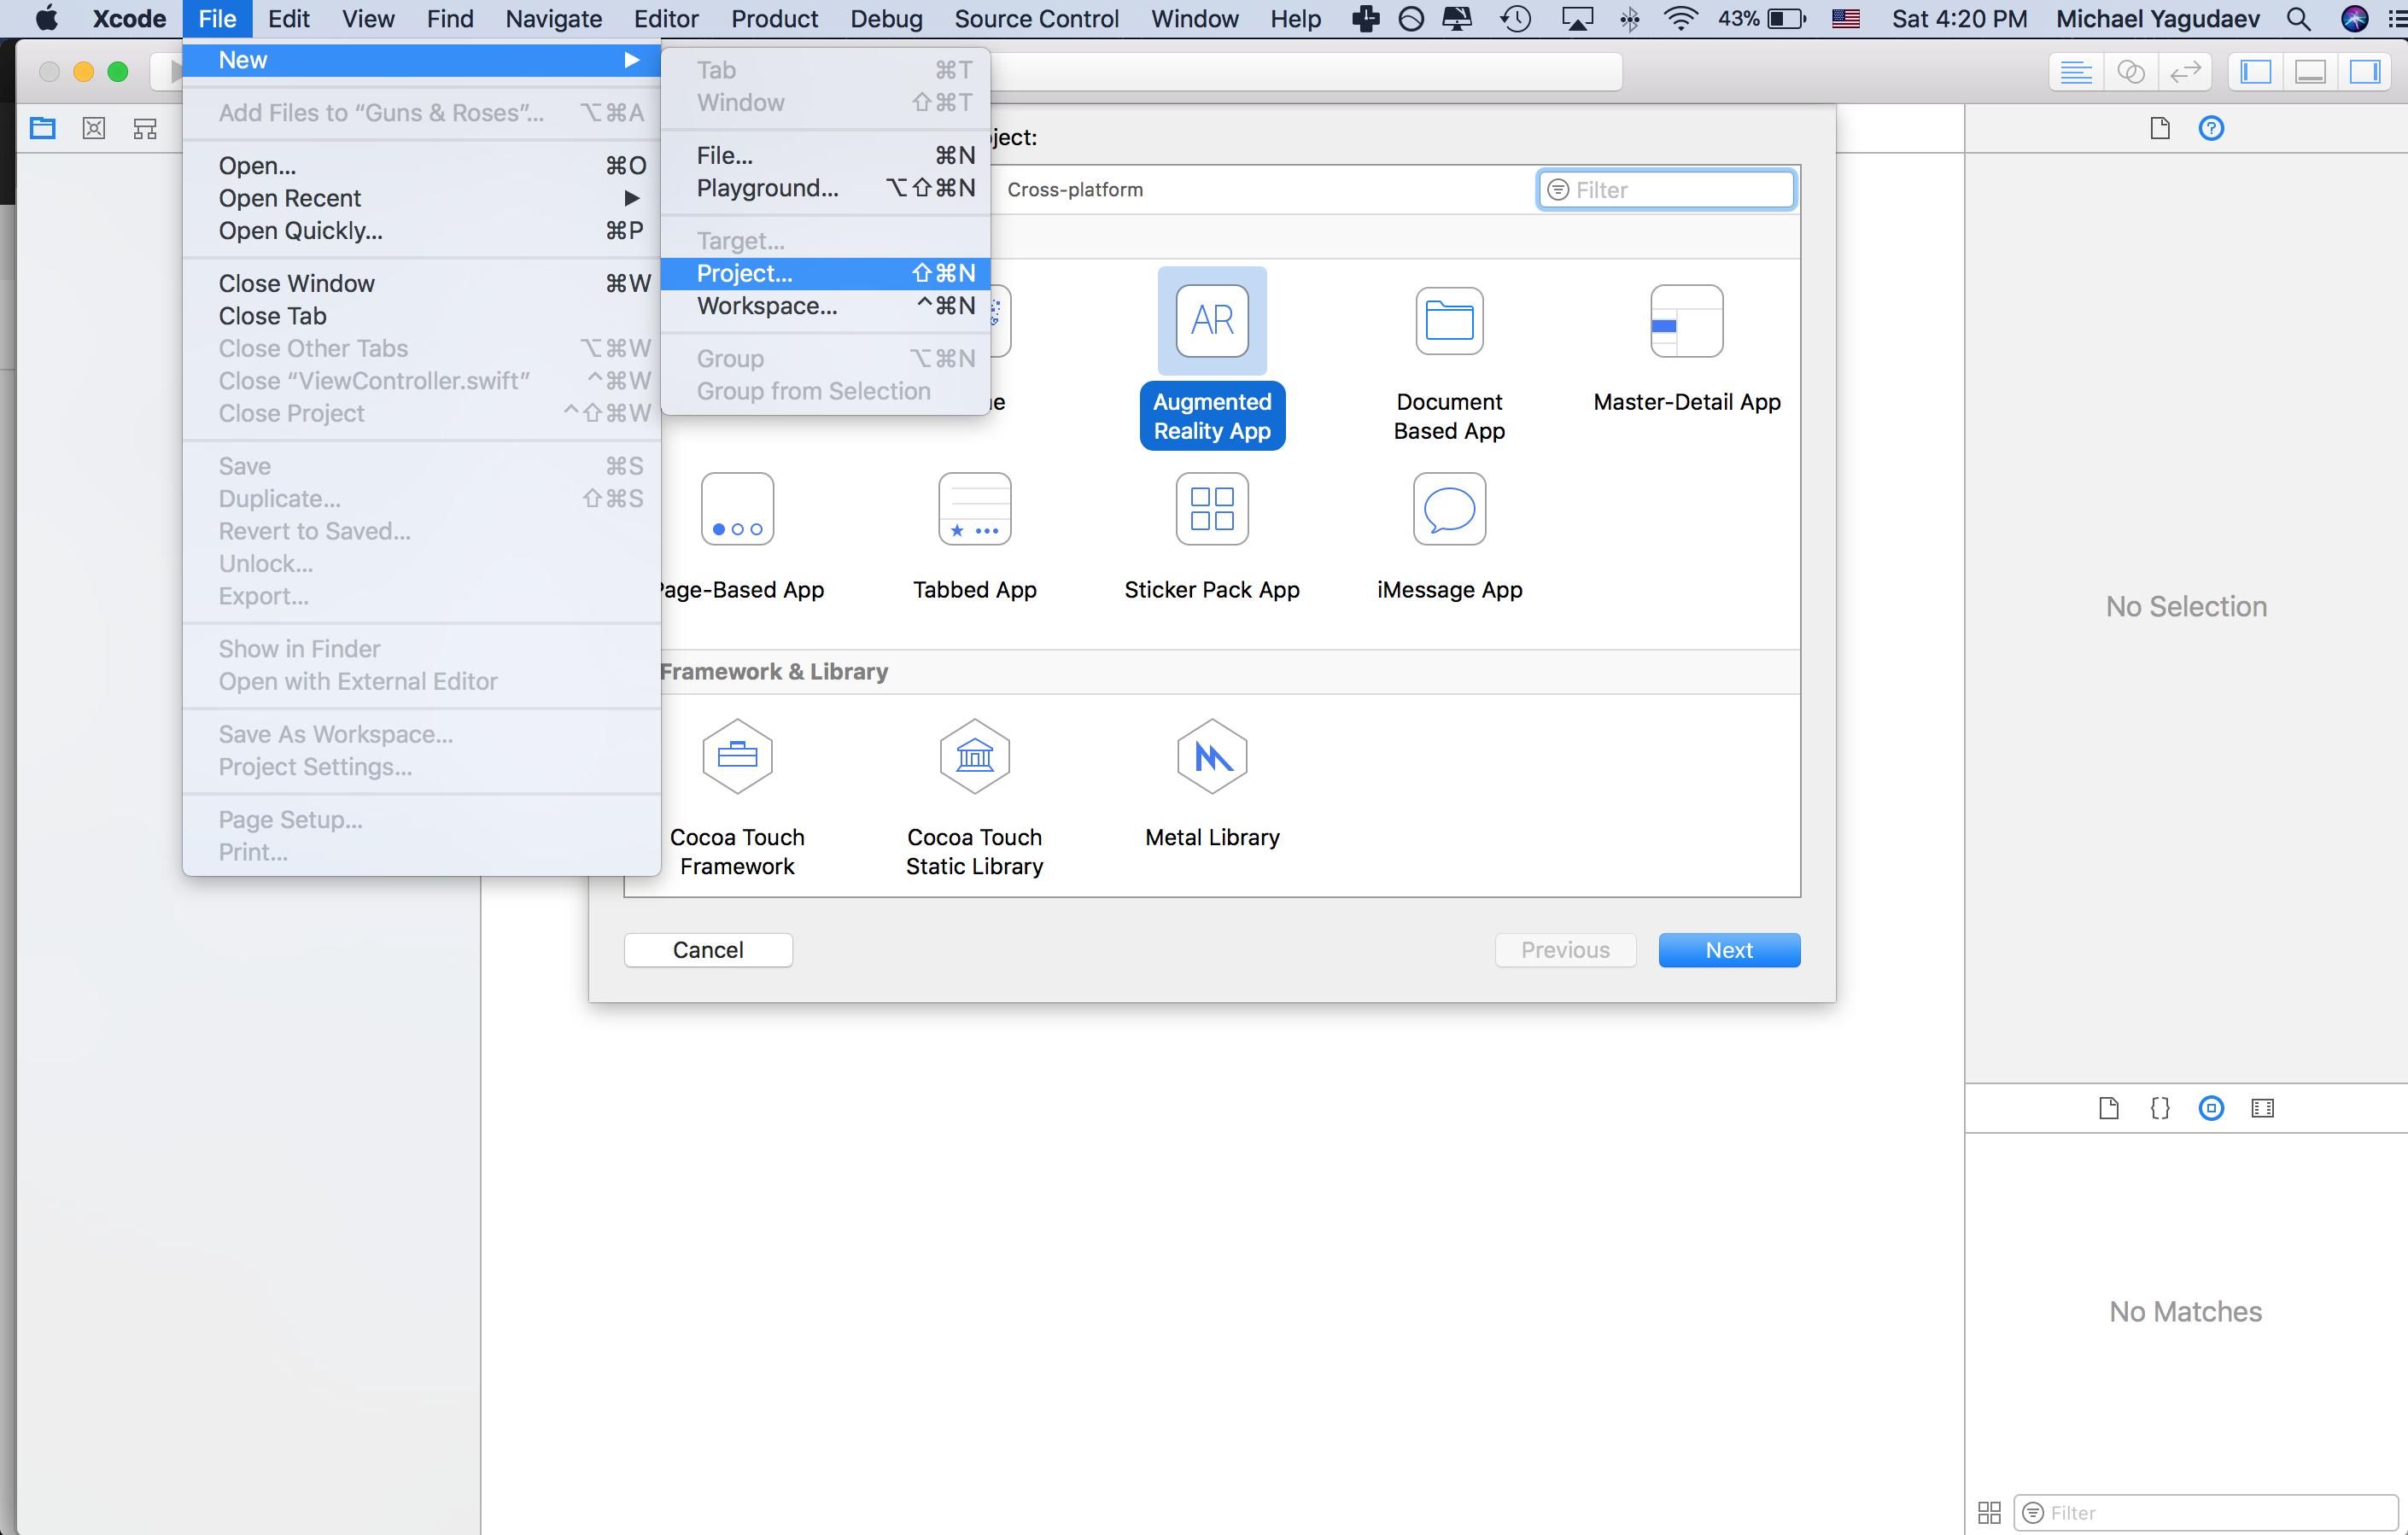 Xcode File Edit View Find Navigate Editor Product Debug Source Control Window Help 43% Sat 4:20 PM Michael Yagudaev
New ▶
Add Files to “Guns & Roses”... ⌥⌘A
Open... ⌘O
Open Recent ▶
Open Quickly... ⌘P
Close Window ⌘W
Close Tab
Close Other Tabs ⌥⌘W
Close “ViewController.swift” ^⌘W
Close Project ^⇧⌘W
Save ⌘S
Duplicate... ⇧⌘S
Revert to Saved...
Unlock...
Export...
Show in Finder
Open with External Editor
Save As Workspace...
Project Settings...
Page Setup...
Print...
Tab ⌘T
Window ⇧⌘T
File... ⌘N
Playground... ⌥⇧⌘N
Target...
Project... ⇧⌘N
Workspace... ^⌘N
Group ⌥⌘N
Group from Selection
ject:
Cross-platform Filter
AR
Augmented
Reality App
Document
Based App
Master-Detail App
Page-Based App Tabbed App Sticker Pack App iMessage App
Framework & Library
Cocoa Touch
Framework
Cocoa Touch
Static Library
Metal Library
Cancel Previous Next
No Selection
{}
No Matches
Filter